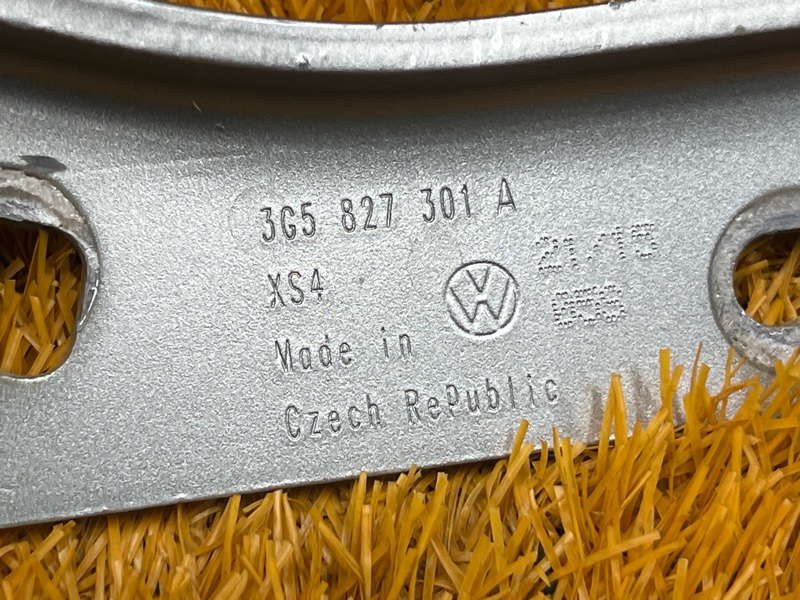 3G5 827 301 A
XS4
Made in
Czech RePublic
21/15